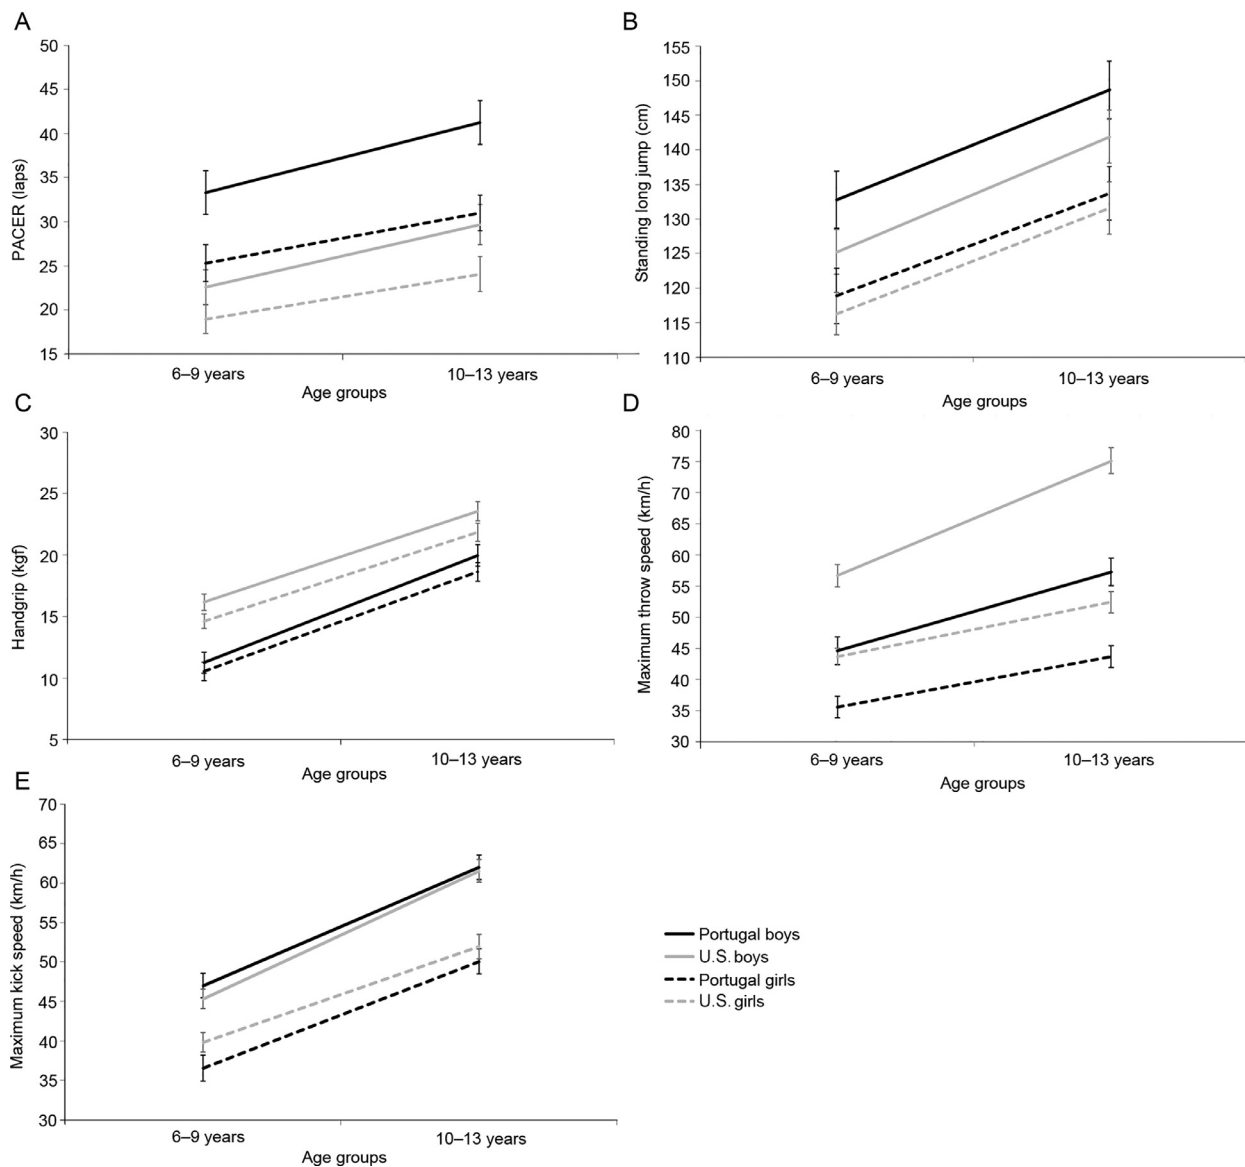 A
50
45
40
35
30
25
20
15
PACER (laps)
6–9 years
10–13 years
Age groups
B
155
150
145
140
135
130
125
120
115
110
Standing long jump (cm)
6–9 years
10–13 years
Age groups
C
30
25
20
15
10
5
Handgrip (kgf)
6–9 years
10–13 years
Age groups
D
80
75
70
65
60
55
50
45
40
35
30
Maximum throw speed (km/h)
6–9 years
10–13 years
Age groups
E
70
65
60
55
50
45
40
35
30
Maximum kick speed (km/h)
6–9 years
10–13 years
Age groups
Portugal boys
U.S. boys
Portugal girls
U.S. girls